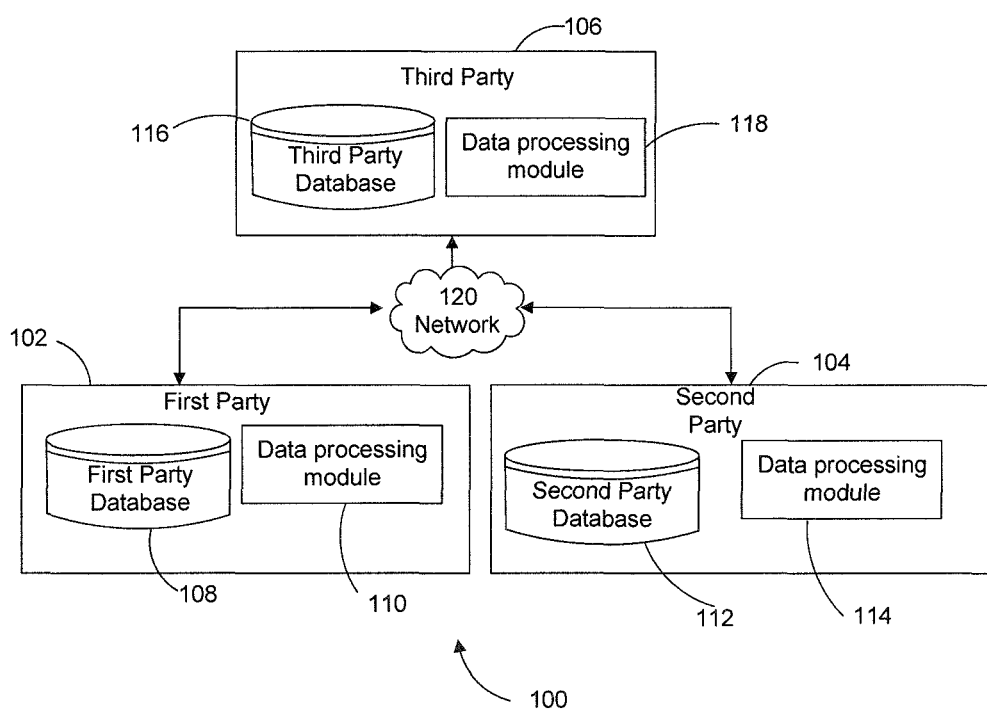 106
Third Party
116
Third Party
Database
Data processing
module
118
120
Network
102
First Party
First Party
Database
Data processing
module
108
110
104
Second
Party
Second Party
Database
Data processing
module
112
114
100